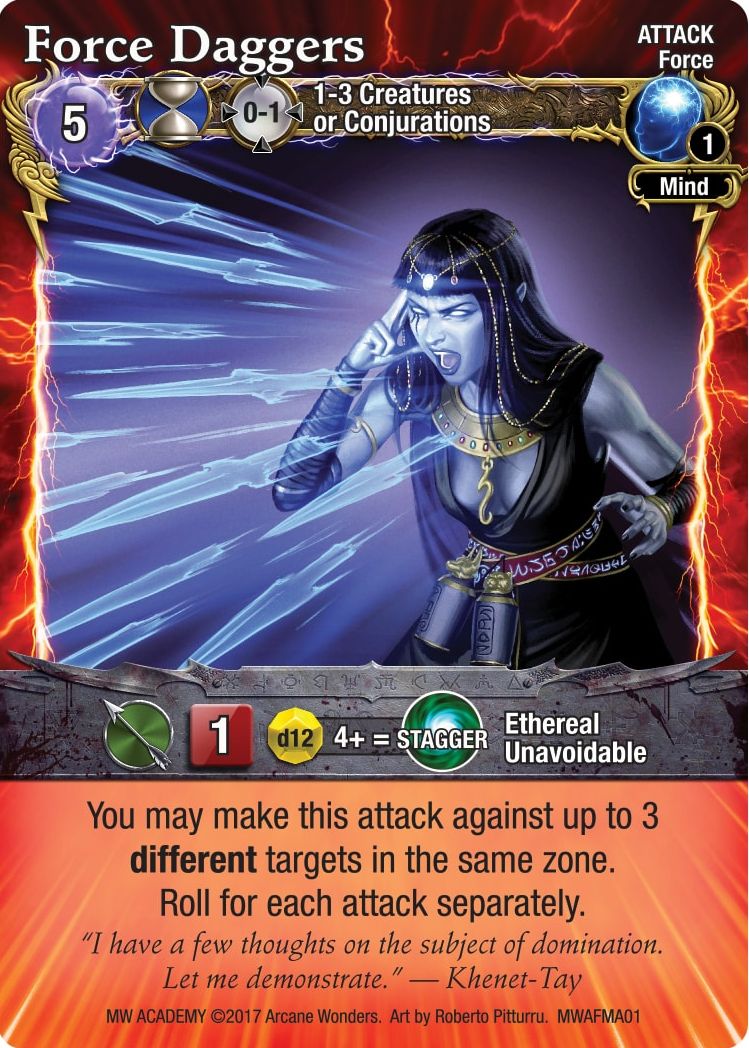 Force Daggers
ATTACK
Force
5
0-1
1-3 Creatures
or Conjurations
1
Mind
NDRA
1
d12
4+ = STAGGER
Ethereal
Unavoidable
You may make this attack against up to 3
different targets in the same zone.
Roll for each attack separately.
"I have a few thoughts on the subject of domination.
Let me demonstrate." — Khenet-Tay
MW ACADEMY ©2017 Arcane Wonders. Art by Roberto Pitturru. MWAFMA01